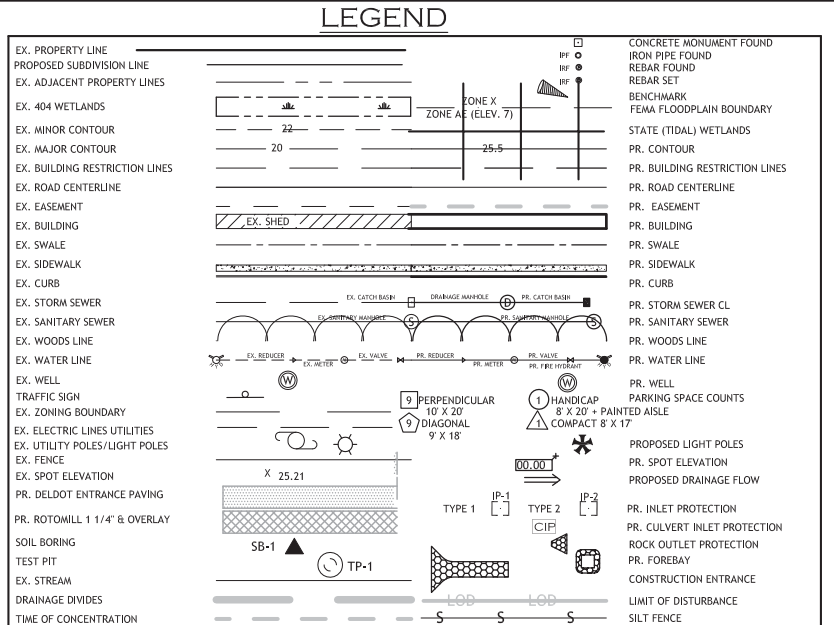 LEGEND
EX. PROPERTY LINE
CONCRETE MONUMENT FOUND
IPF IRON PIPE FOUND
PROPOSED SUBDIVISION LINE
IRF REBAR FOUND
EX. ADJACENT PROPERTY LINES
IRF REBAR SET
BENCHMARK
EX. 404 WETLANDS
ZONE X
FEMA FLOODPLAIN BOUNDARY
ZONE AE (ELEV. 7)
EX. MINOR CONTOUR 22 STATE (TIDAL) WETLANDS
EX. MAJOR CONTOUR 20 25.5 PR. CONTOUR
EX. BUILDING RESTRICTION LINES PR. BUILDING RESTRICTION LINES
EX. ROAD CENTERLINE PR. ROAD CENTERLINE
EX. EASEMENT PR. EASEMENT
EX. BUILDING EX. SHED PR. BUILDING
EX. SWALE PR. SWALE
EX. SIDEWALK PR. SIDEWALK
EX. CURB PR. CURB
EX. CATCH BASIN DRAINAGE MANHOLE PR. CATCH BASIN
EX. STORM SEWER D PR. STORM SEWER CL
EX. SANITARY MANHOLE PR. SANITARY MANHOLE
EX. SANITARY SEWER S S PR. SANITARY SEWER
EX. WOODS LINE PR. WOODS LINE
EX. REDUCER EX. VALVE PR. REDUCER PR. VALVE
EX. WATER LINE PR. WATER LINE
EX. METER PR. METER PR. FIRE HYDRANT
EX. WELL W W PR. WELL
TRAFFIC SIGN 9 PERPENDICULAR 1 HANDICAP PARKING SPACE COUNTS
EX. ZONING BOUNDARY 10' X 20' 8' X 20' + PAINTED AISLE
9 DIAGONAL 1 COMPACT 8' X 17'
EX. ELECTRIC LINES UTILITIES 9' X 18'
EX. UTILITY POLES/LIGHT POLES PROPOSED LIGHT POLES
EX. FENCE
00.00 PR. SPOT ELEVATION
EX. SPOT ELEVATION X 25.21 PROPOSED DRAINAGE FLOW
PR. DELDOT ENTRANCE PAVING IP-1 IP-2
TYPE 1 TYPE 2 PR. INLET PROTECTION
PR. ROTOMILL 1 1/4" & OVERLAY
CIP PR. CULVERT INLET PROTECTION
SOIL BORING SB-1 ROCK OUTLET PROTECTION
TEST PIT TP-1 PR. FOREBAY
EX. STREAM CONSTRUCTION ENTRANCE
DRAINAGE DIVIDES LOD LOD LIMIT OF DISTURBANCE
TIME OF CONCENTRATION S S S SILT FENCE